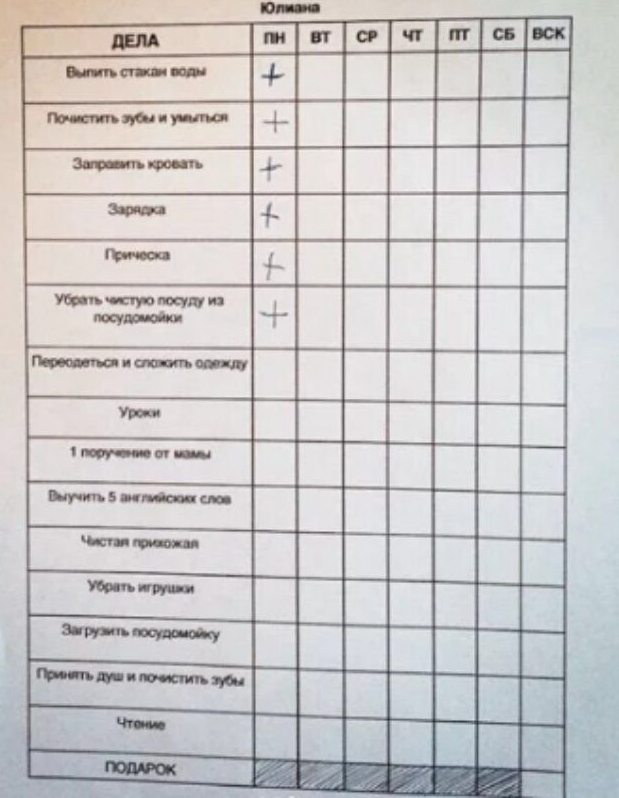 Юлиана
ДЕЛА ПН ВТ СР ЧТ ПТ СБ ВСК
Выпить стакан воды +
Почистить зубы и умыться +
Заправить кровать +
Зарядка +
Прическа +
Убрать чистую посуду из
посудомойки +
Переодеться и сложить одежду
Уроки
1 поручение от мамы
Выучить 5 английских слов
Чистая прихожая
Убрать игрушки
Загрузить посудомойку
Принять душ и почистить зубы
Чтение
ПОДАРОК